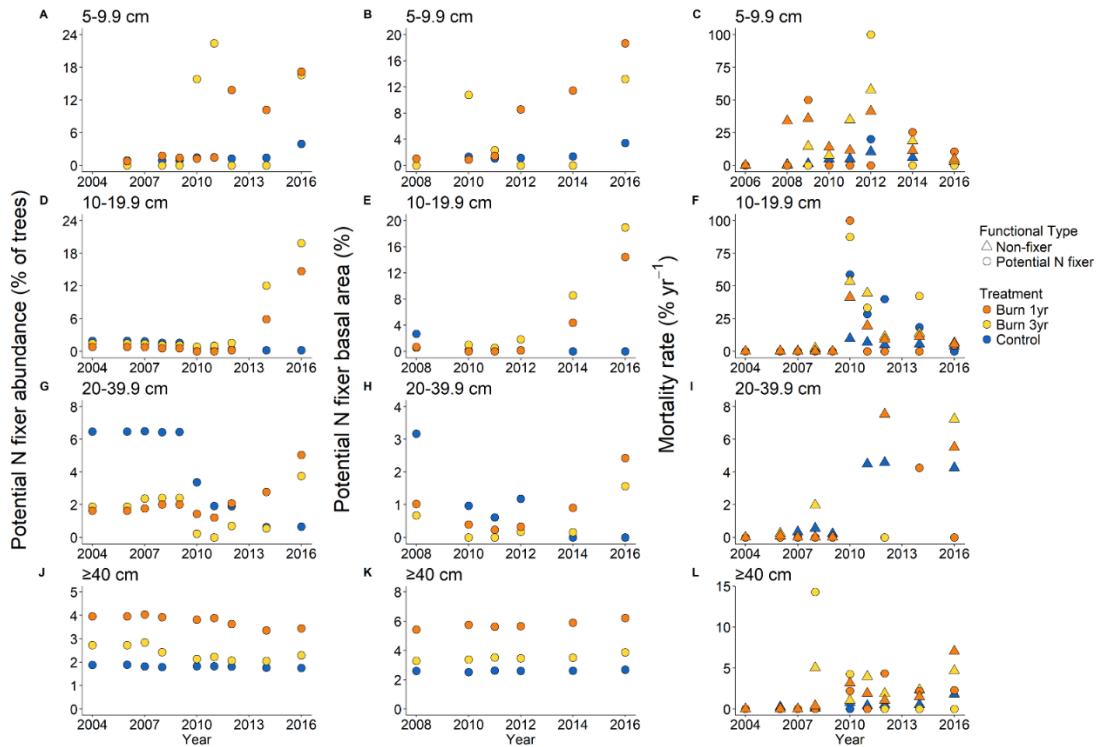 A 5-9.9 cm
B 5-9.9 cm
C 5-9.9 cm
24
18
12
6
0
2004 2007 2010 2013 2016
20
16
12
8
4
0
2008 2010 2012 2014 2016
100
75
50
25
0
2006 2008 2010 2012 2014 2016
D 10-19.9 cm
E 10-19.9 cm
F 10-19.9 cm
24
18
12
6
0
2004 2007 2010 2013 2016
20
16
12
8
4
0
2008 2010 2012 2014 2016
100
75
50
25
0
2004 2007 2010 2013 2016
G 20-39.9 cm
H 20-39.9 cm
I 20-39.9 cm
8
6
4
2
0
2004 2007 2010 2013 2016
4
3
2
1
0
2008 2010 2012 2014 2016
8
6
4
2
0
2004 2007 2010 2013 2016
J ≥40 cm
K ≥40 cm
L ≥40 cm
5
4
3
2
1
0
2004 2007 2010 2013 2016
8
6
4
2
0
2008 2010 2012 2014 2016
15
10
5
0
2004 2007 2010 2013 2016
Year
Year
Year
Potential N fixer abundance (% of trees)
Potential N fixer basal area (%)
Mortality rate (% yr⁻¹)
Functional Type
Non-fixer
Potential N fixer
Treatment
Burn 1yr
Burn 3yr
Control